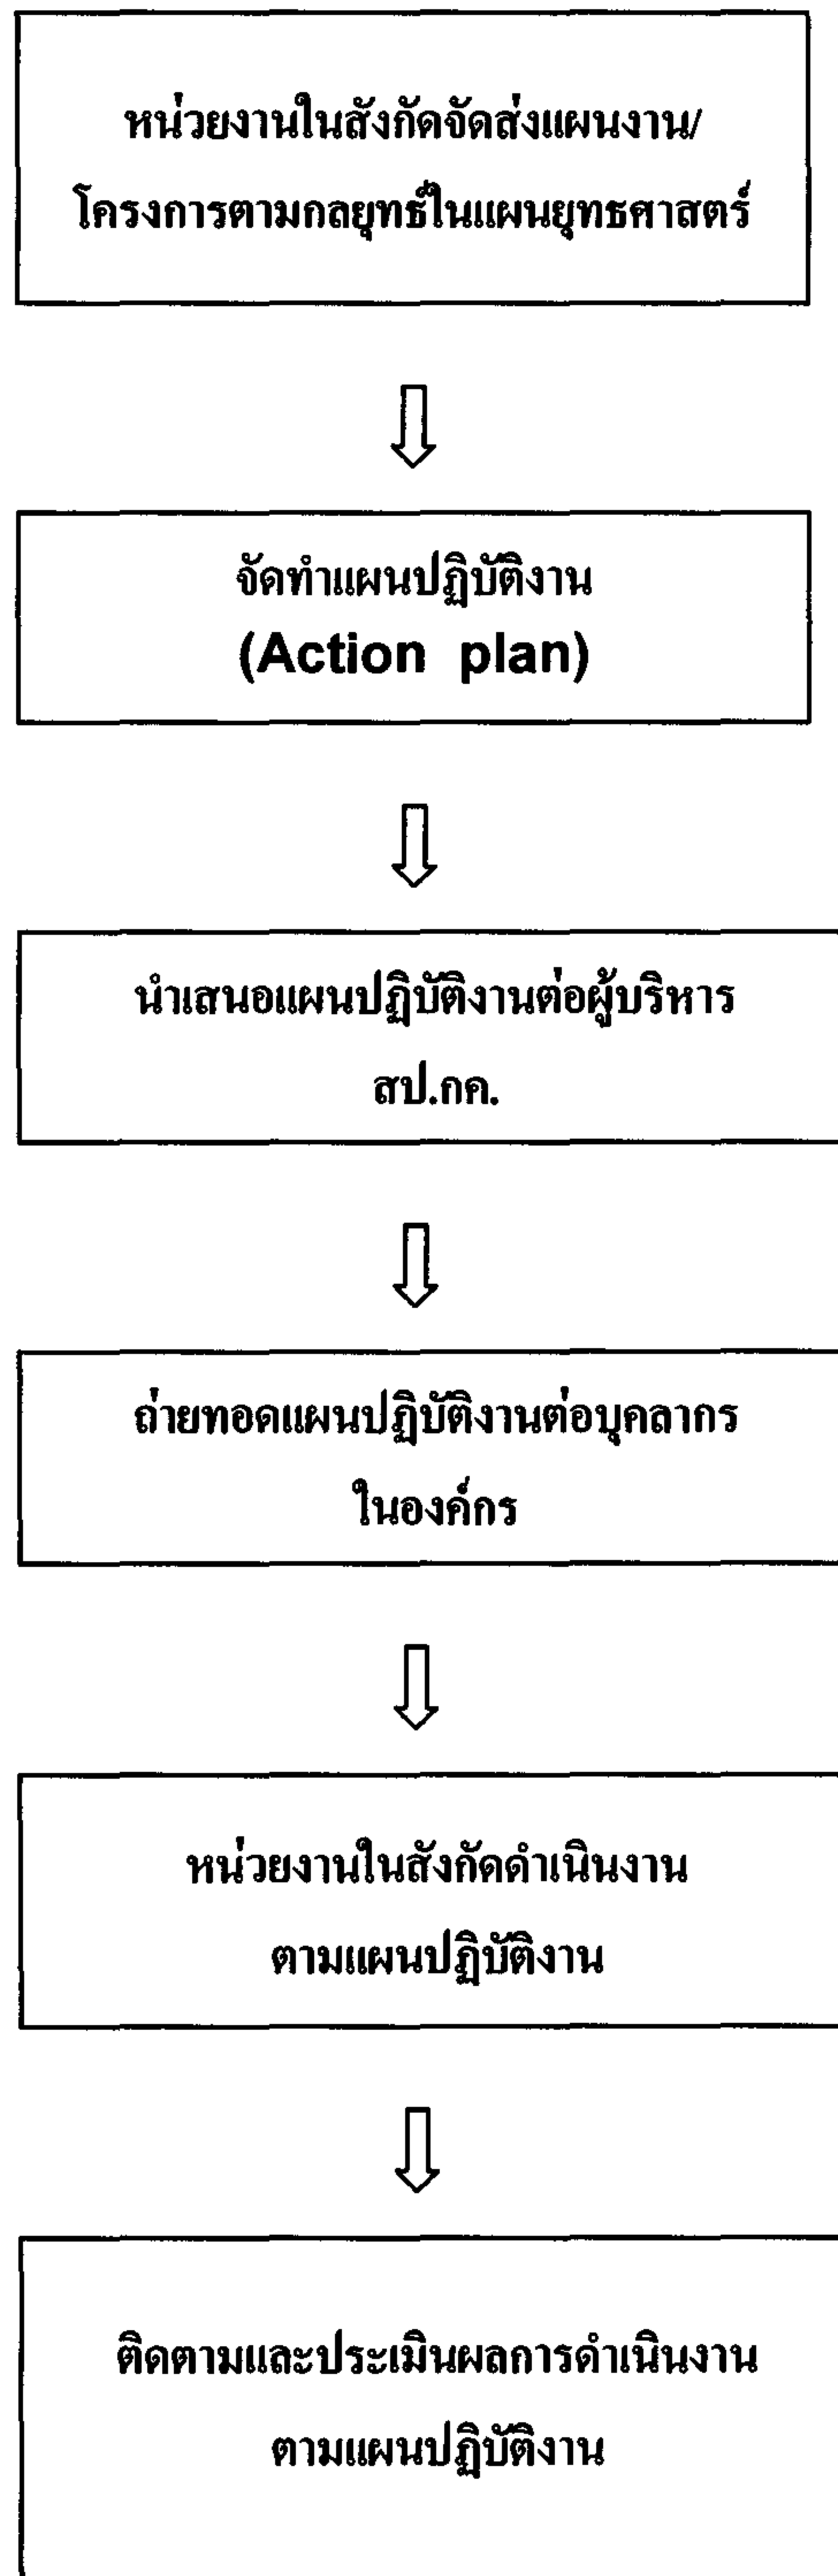 หน่วยงานในสังกัดจัดส่งแผนงาน/
โครงการตามกลยุทธ์ในแผนยุทธศาสตร์
จัดทำแผนปฏิบัติงาน
(Action plan)
นำเสนอแผนปฏิบัติงานต่อผู้บริหาร
สป.กค.
ถ่ายทอดแผนปฏิบัติงานต่อบุคลากร
ในองค์กร
หน่วยงานในสังกัดดำเนินงาน
ตามแผนปฏิบัติงาน
ติดตามและประเมินผลการดำเนินงาน
ตามแผนปฏิบัติงาน